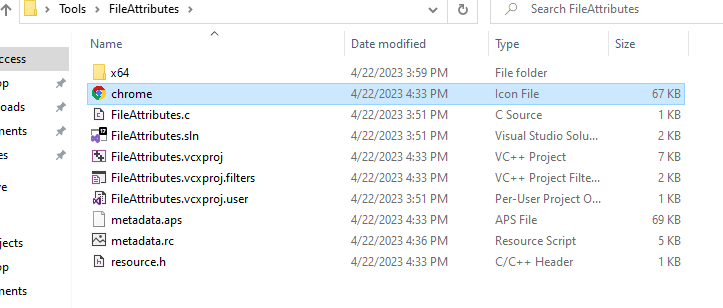 Tools > FileAttributes >
Search FileAttributes
Name Date modified Type Size
x64 4/22/2023 3:59 PM File folder
chrome 4/22/2023 4:33 PM Icon File 67 KB
FileAttributes.c 4/22/2023 3:51 PM C Source 1 KB
FileAttributes.sln 4/22/2023 3:51 PM Visual Studio Solu... 2 KB
FileAttributes.vcxproj 4/22/2023 4:33 PM VC++ Project 7 KB
FileAttributes.vcxproj.filters 4/22/2023 4:33 PM VC++ Project Filte... 2 KB
FileAttributes.vcxproj.user 4/22/2023 3:51 PM Per-User Project O... 1 KB
metadata.aps 4/22/2023 4:33 PM APS File 69 KB
metadata.rc 4/22/2023 4:36 PM Resource Script 5 KB
resource.h 4/22/2023 4:33 PM C/C++ Header 1 KB
ccess
op
loads
ments
es
ve
ojects
op
ments